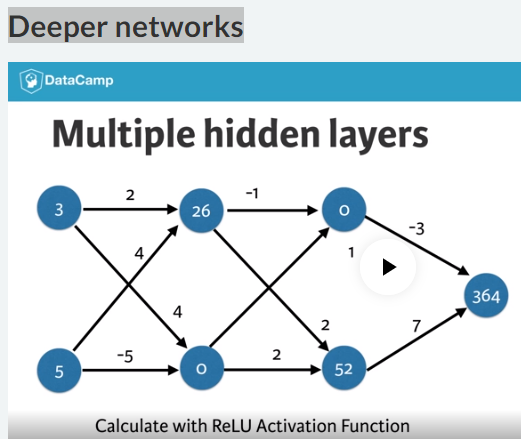 Deeper networks
DataCamp
Multiple hidden layers
3 2 26 -1 0
-3
4 1
364
4 2 7
5 -5 0 2 52
Calculate with ReLU Activation Function